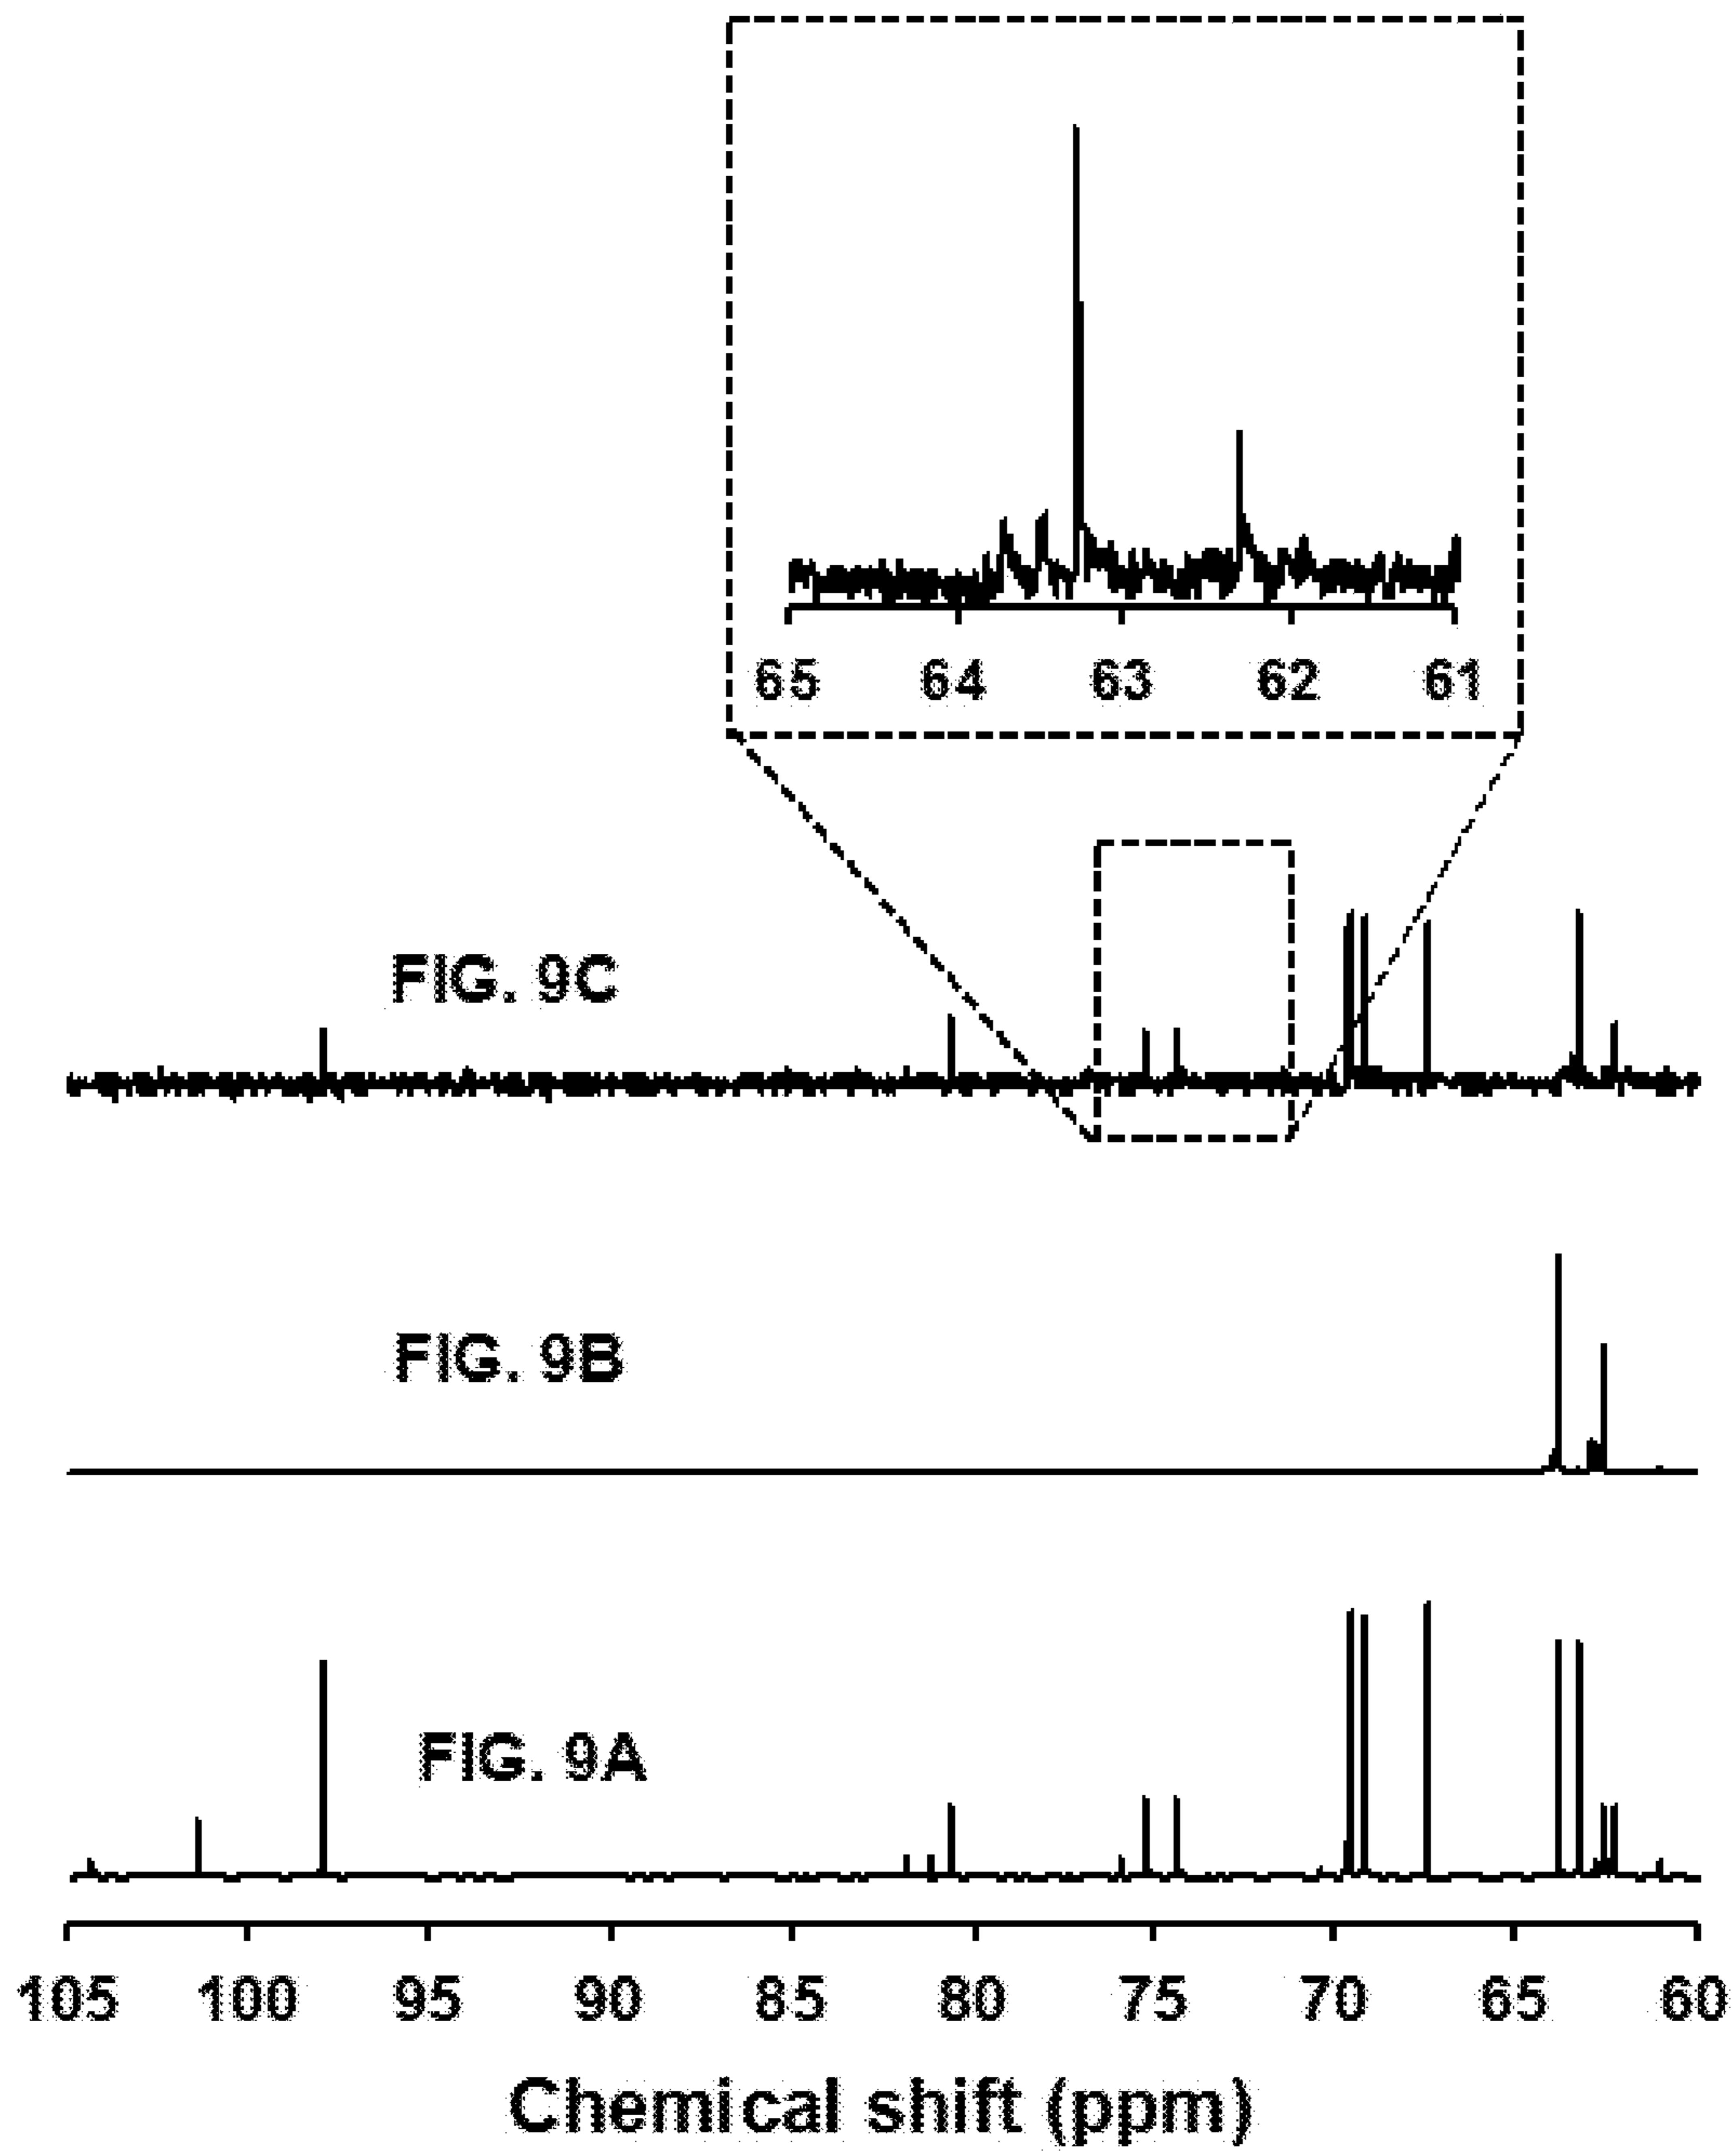 65 64 63 62 61
FIG. 9C
FIG. 9B
FIG. 9A
105 100 95 90 85 80 75 70 65 60
Chemical shift (ppm)